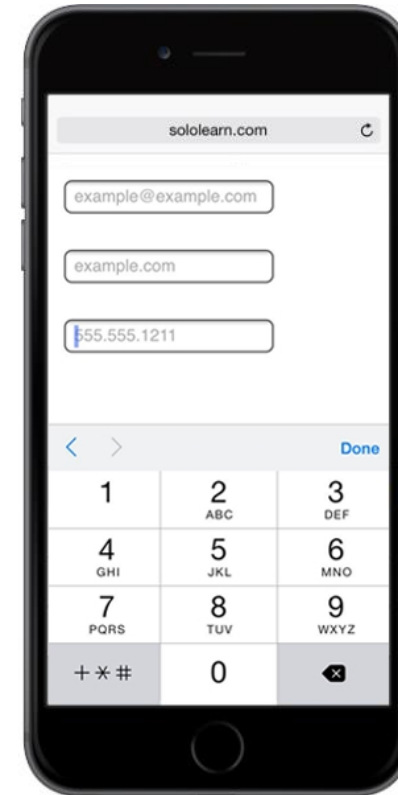 sololearn.com
example@example.com
example.com
555.555.1211
Done
1 2 3
ABC DEF
4 5 6
GHI JKL MNO
7 8 9
PQRS TUV WXYZ
+*# 0